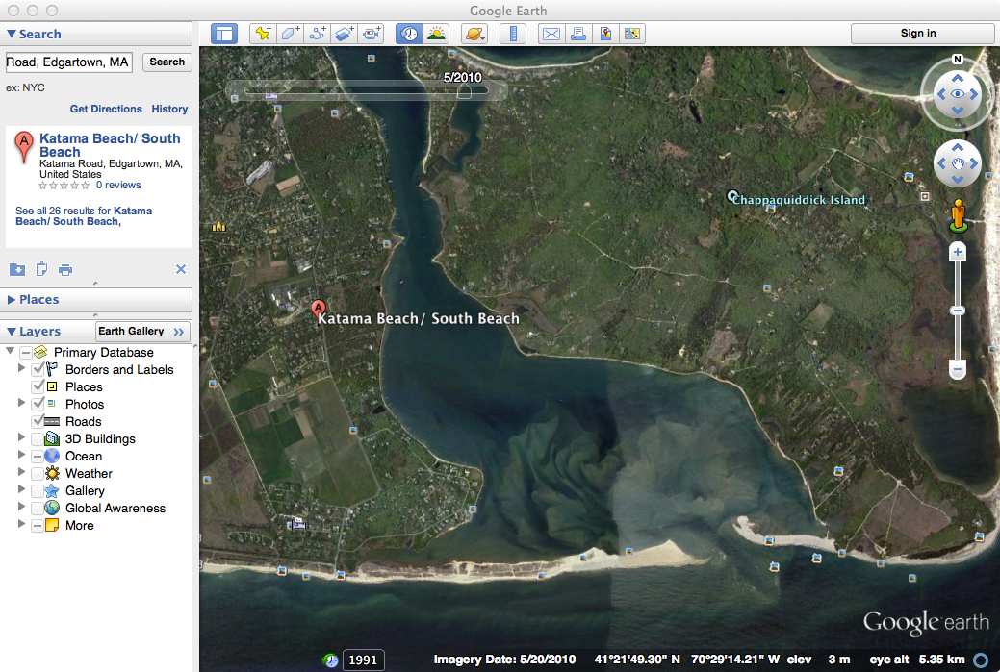 Google Earth
Search
Road, Edgartown, MA
Search
ex: NYC
Get Directions
History
A
Katama Beach/ South
Beach
Katama Road, Edgartown, MA,
United States
0 reviews
See all 26 results for Katama
Beach/ South Beach,
Places
Layers
Earth Gallery >>
Primary Database
Borders and Labels
Places
Photos
Roads
3D Buildings
Ocean
Weather
Gallery
Global Awareness
More
Sign in
5/2010
N
Chappaquiddick Island
A
Katama Beach/ South Beach
Google earth
1991
Imagery Date: 5/20/2010 41°21'49.30" N 70°29'14.21" W elev 3 m eye alt 5.35 km